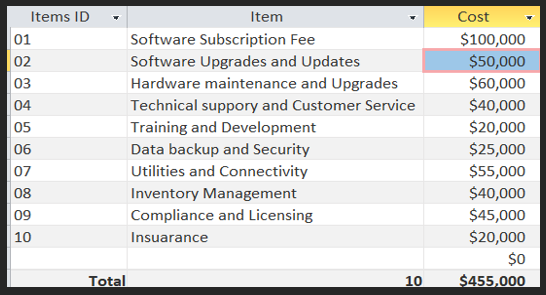 Items ID Item Cost
01 Software Subscription Fee $100,000
02 Software Upgrades and Updates $50,000
03 Hardware maintenance and Upgrades $60,000
04 Technical suppory and Customer Service $40,000
05 Training and Development $20,000
06 Data backup and Security $25,000
07 Utilities and Connectivity $55,000
08 Inventory Management $40,000
09 Compliance and Licensing $45,000
10 Insuarance $20,000
$0
Total 10 $455,000